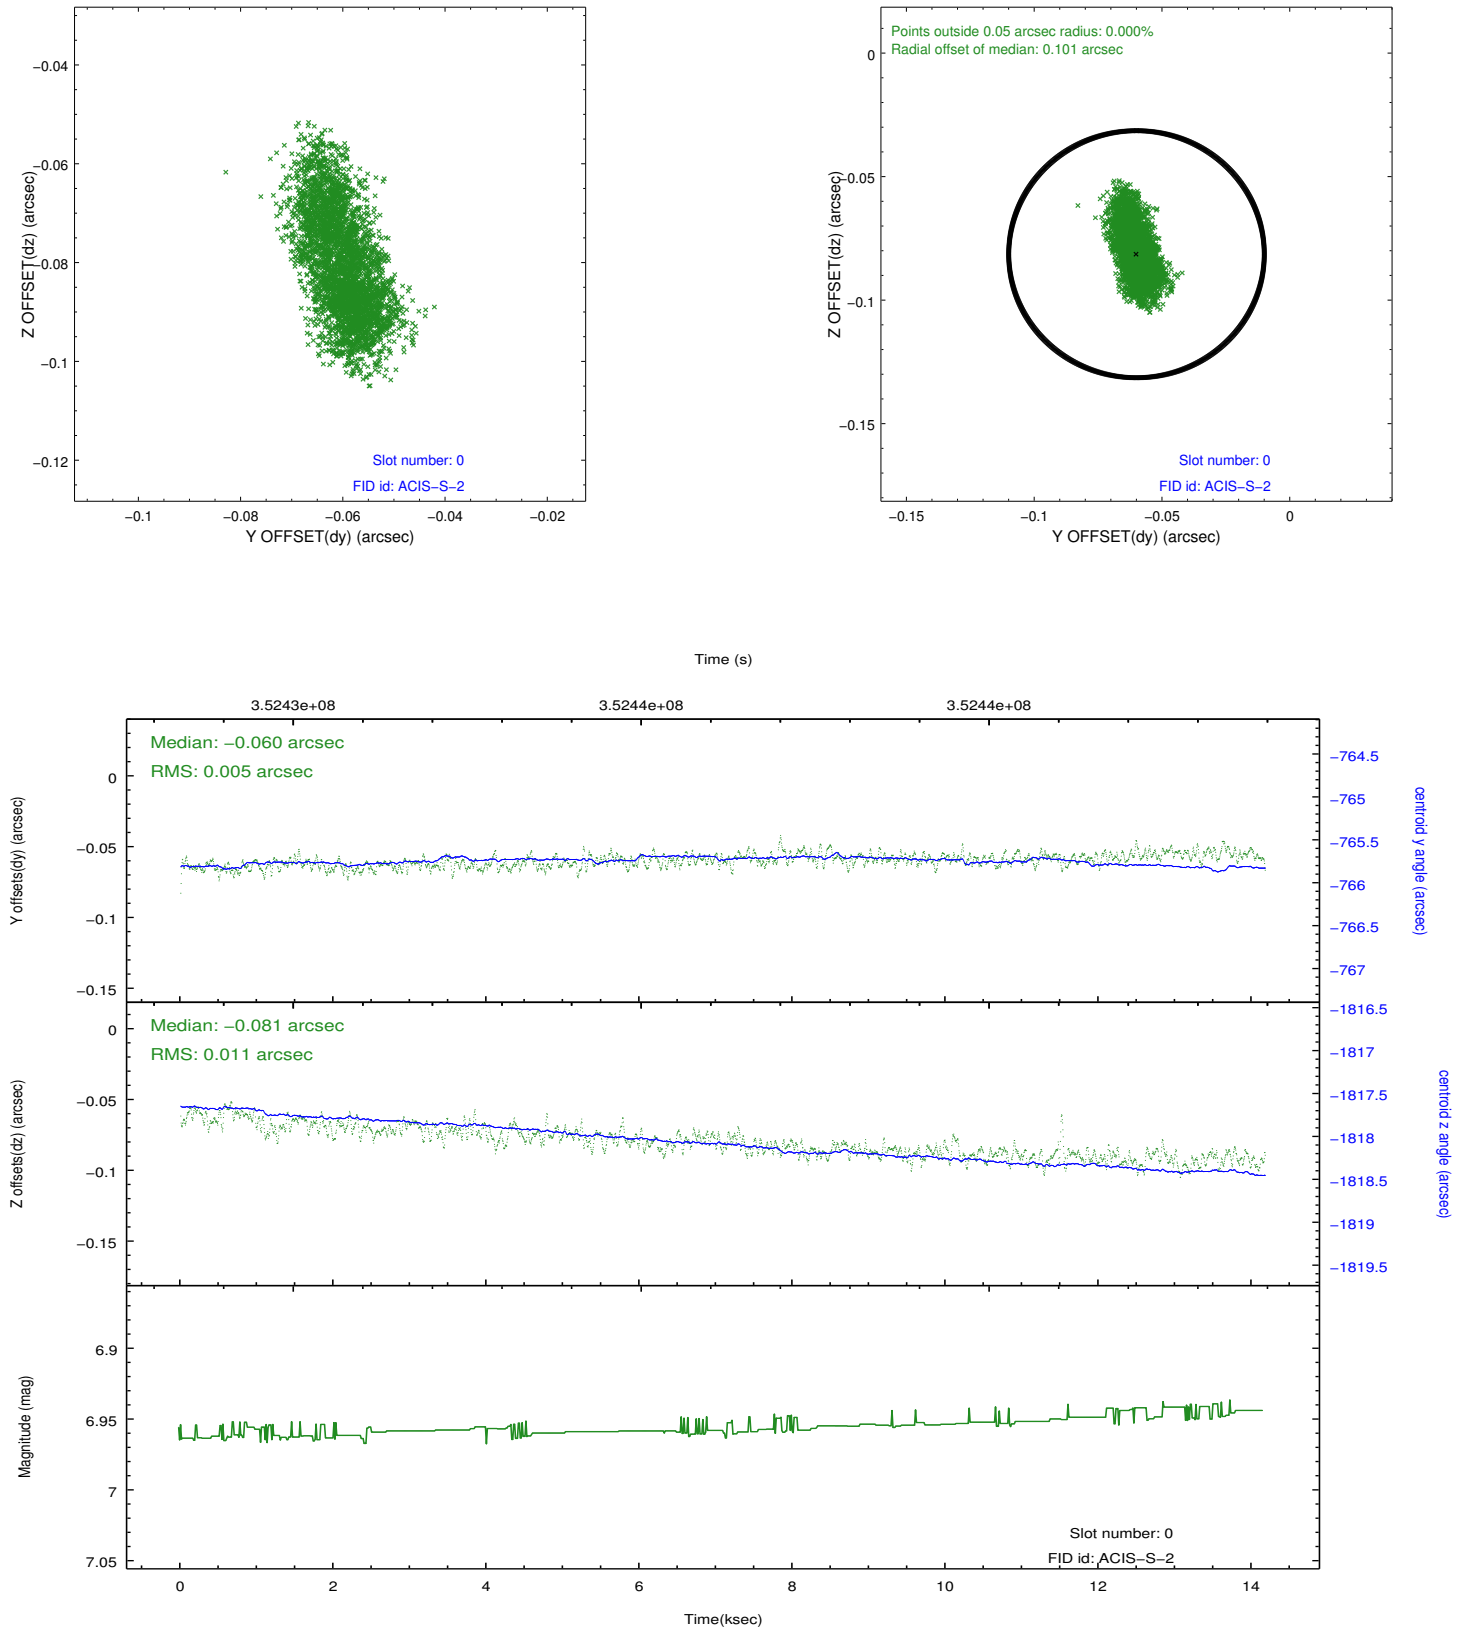 −0.04
−0.06
−0.08
−0.1
−0.12
Z OFFSET(dz) (arcsec)
Slot number: 0
FID id: ACIS−S−2
−0.1
−0.08
−0.06
−0.04
−0.02
Y OFFSET(dy) (arcsec)
Points outside 0.05 arcsec radius: 0.000%
Radial offset of median: 0.101 arcsec
0
−0.05
−0.1
−0.15
Z OFFSET(dz) (arcsec)
Slot number: 0
FID id: ACIS−S−2
−0.15
−0.1
−0.05
0
Y OFFSET(dy) (arcsec)
Time (s)
3.5243e+08
3.5244e+08
3.5244e+08
Median: −0.060 arcsec
RMS: 0.005 arcsec
0
−0.05
−0.1
−0.15
Y offsets(dy) (arcsec)
−764.5
−765
−765.5
−766
−766.5
−767
centroid y angle (arcsec)
Median: −0.081 arcsec
RMS: 0.011 arcsec
0
−0.05
−0.1
−0.15
Z offsets(dz) (arcsec)
−1816.5
−1817
−1817.5
−1818
−1818.5
−1819
−1819.5
centroid z angle (arcsec)
6.9
6.95
7
7.05
Magnitude (mag)
Slot number: 0
FID id: ACIS−S−2
0
2
4
6
8
10
12
14
Time(ksec)